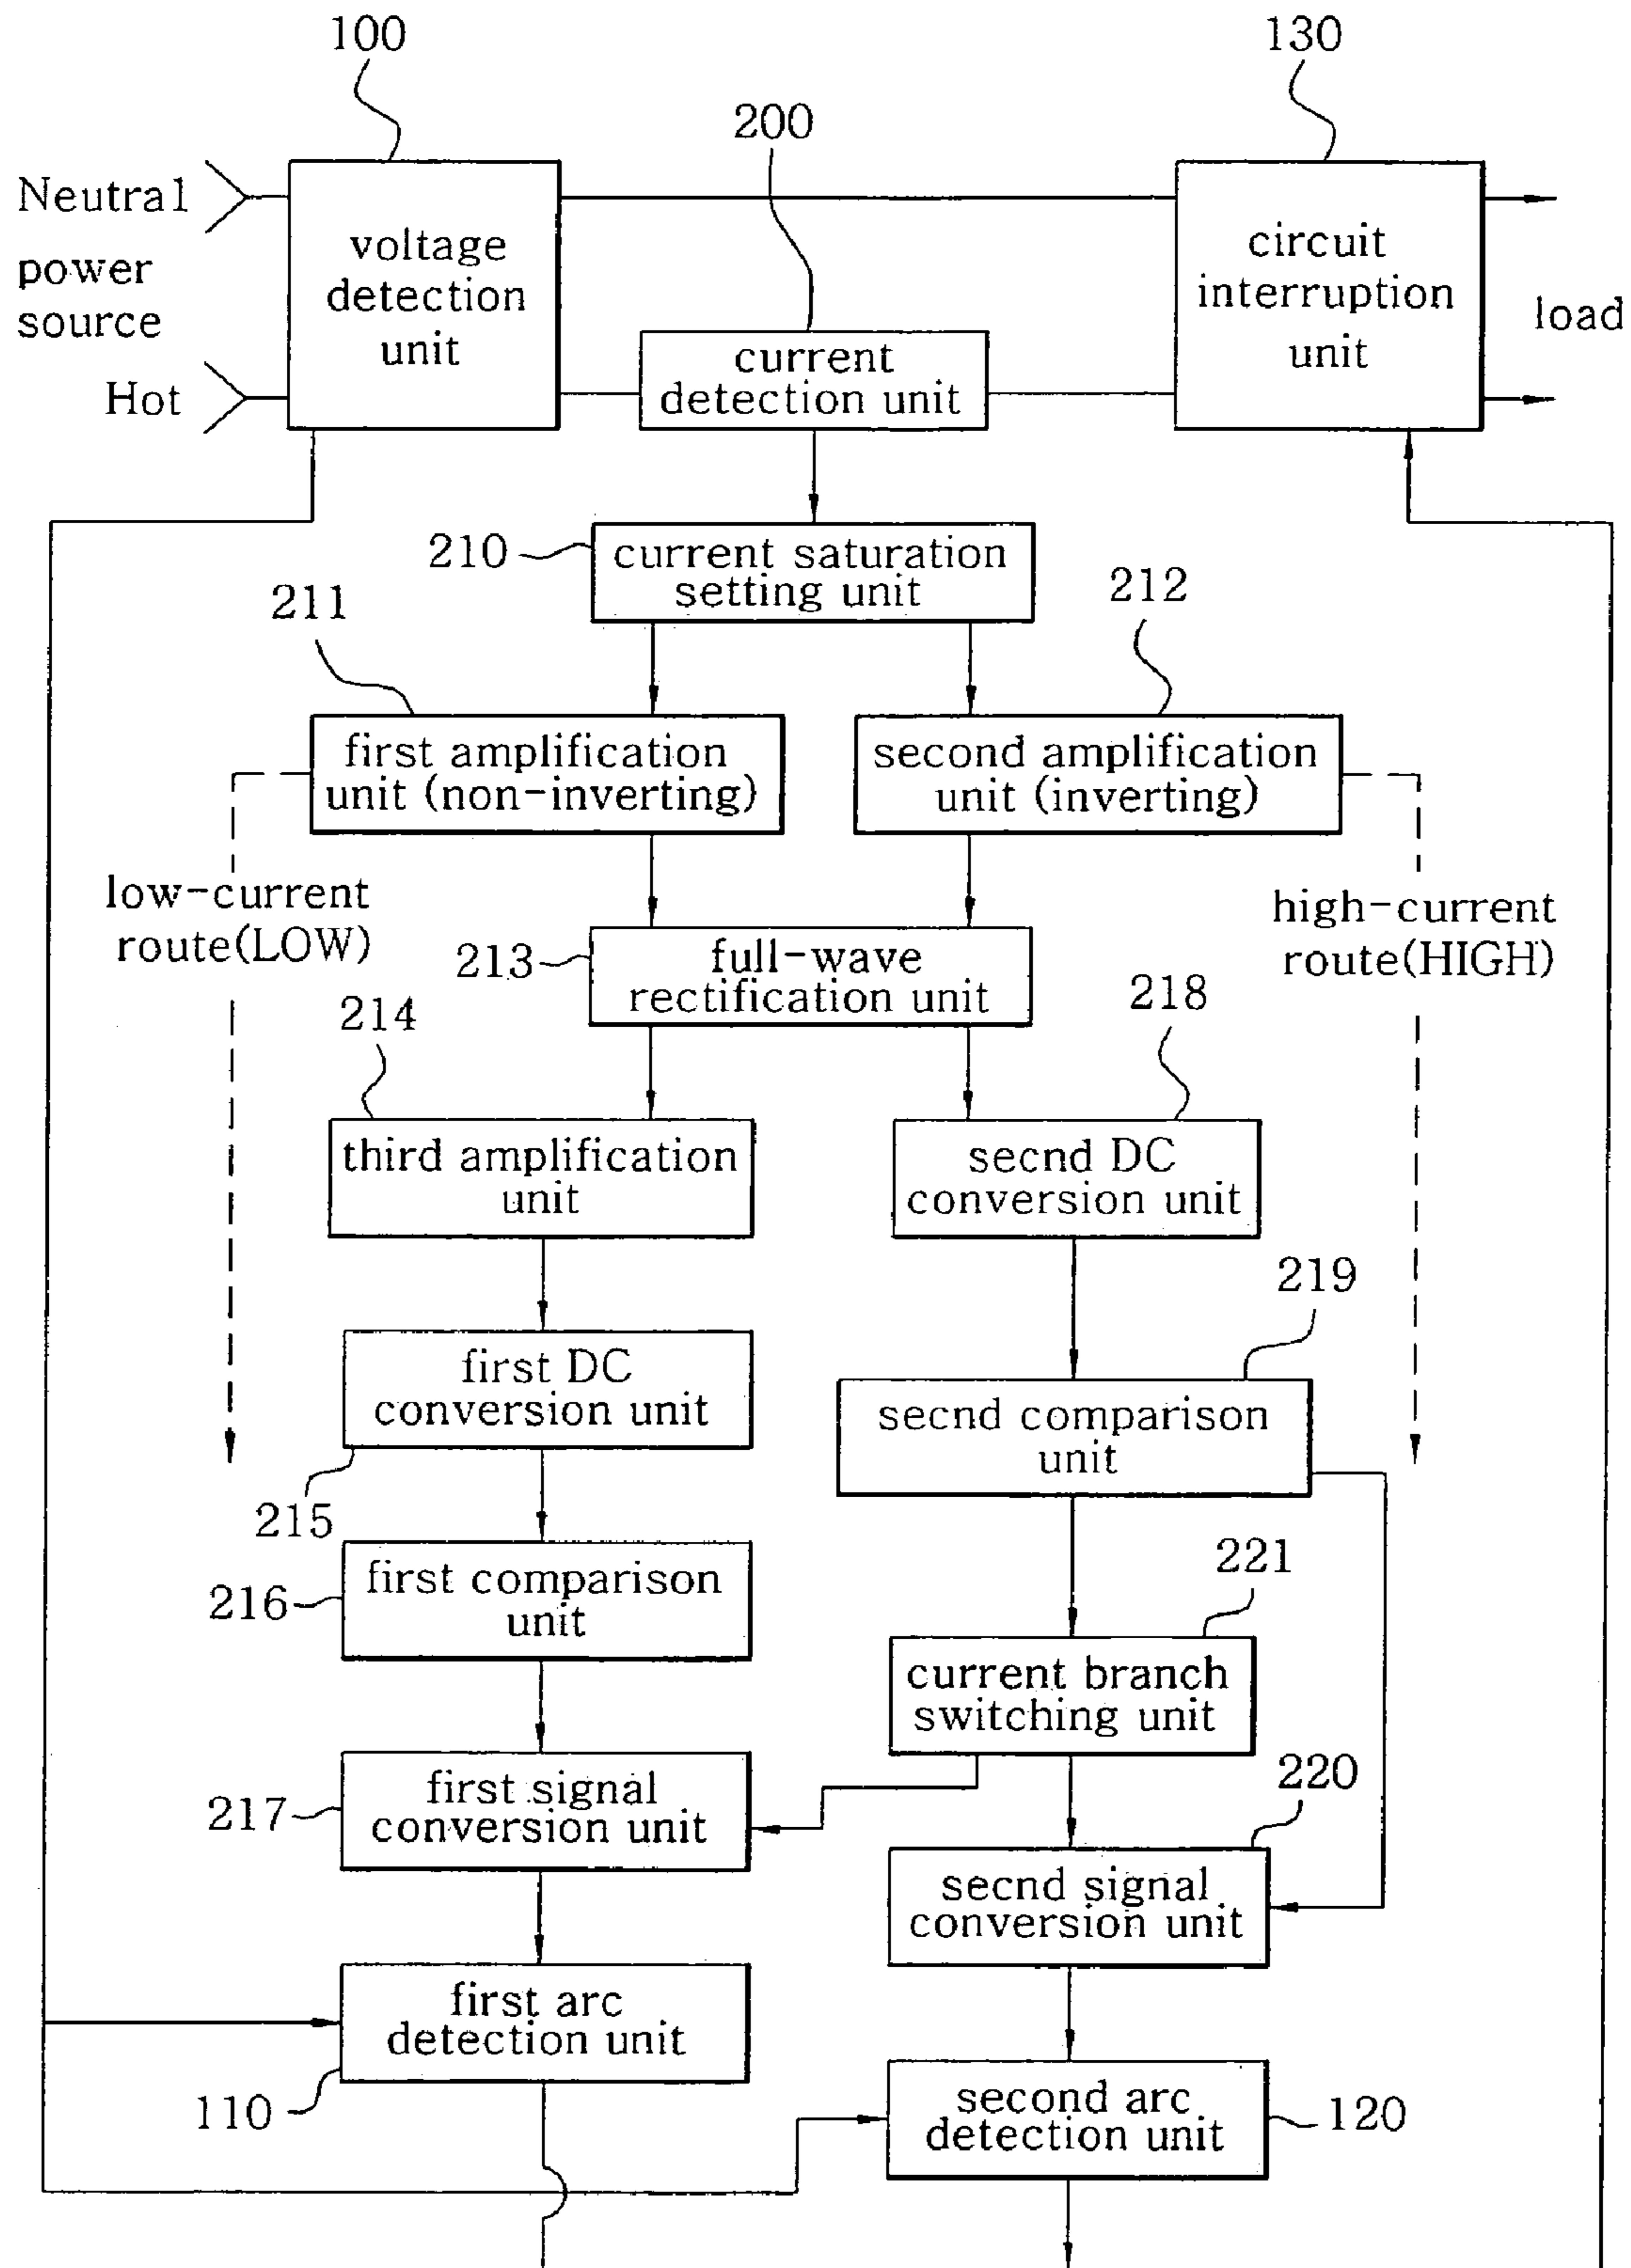 100
130
200
Neutral
power
source
Hot
voltage
detection
unit
current
detection unit
circuit
interruption
unit
load
210
current saturation
setting unit
211
212
first amplification
unit (non-inverting)
second amplification
unit (inverting)
low-current
route(LOW)
high-current
route(HIGH)
213
full-wave
rectification unit
214
218
third amplification
unit
secnd DC
conversion unit
219
first DC
conversion unit
215
secnd comparison
unit
216
first comparison
unit
221
current branch
switching unit
217
first signal
conversion unit
220
secnd signal
conversion unit
first arc
detection unit
110
second arc
detection unit
120